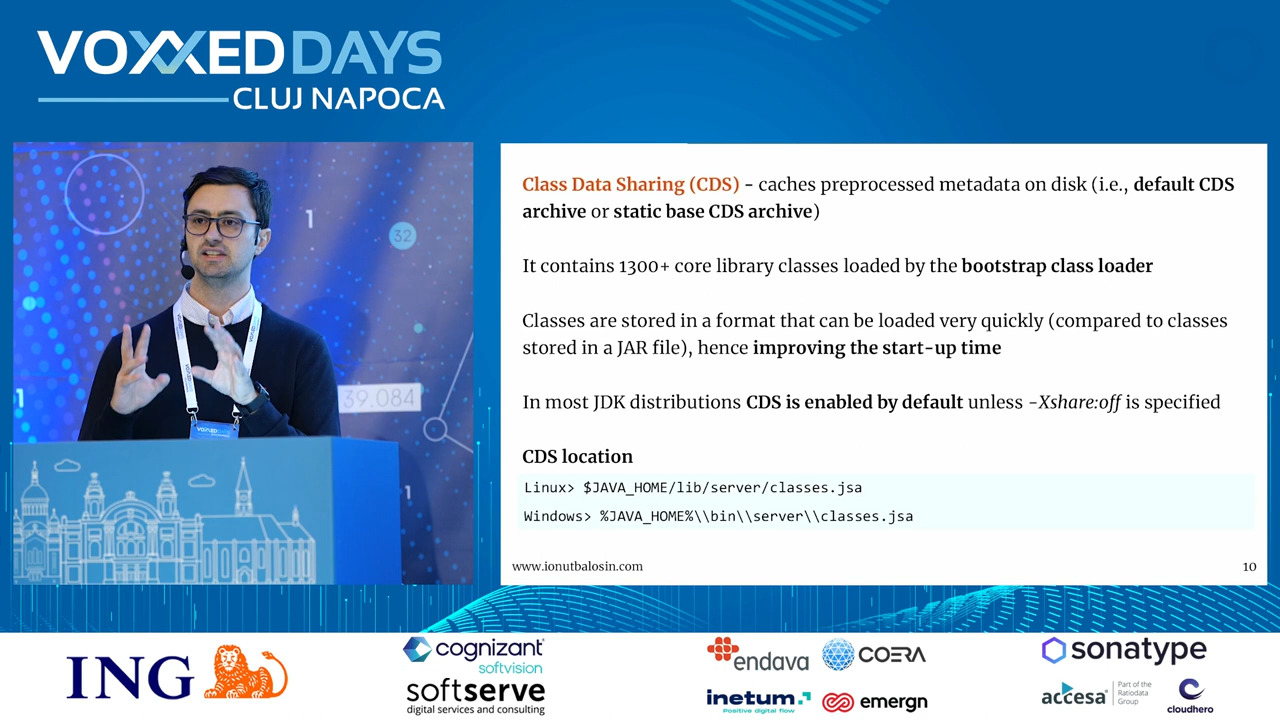 VOXXEDDAYS
CLUJ NAPOCA
1
32
39.084
1
1
Class Data Sharing (CDS) - caches preprocessed metadata on disk (i.e., default CDS
archive or static base CDS archive)
It contains 1300+ core library classes loaded by the bootstrap class loader
Classes are stored in a format that can be loaded very quickly (compared to classes
stored in a JAR file), hence improving the start-up time
In most JDK distributions CDS is enabled by default unless -Xshare:off is specified
CDS location
Linux> $JAVA_HOME/lib/server/classes.jsa
Windows> %JAVA_HOME%\\bin\\server\\classes.jsa
www.ionutbalosin.com
10
ING
cognizant
softvision
softserve
digital services and consulting
endava
COERA
inetum.
Positive digital flow
emergn
sonatype
accesa
Part of the
Ratiodata
Group
cloudhero